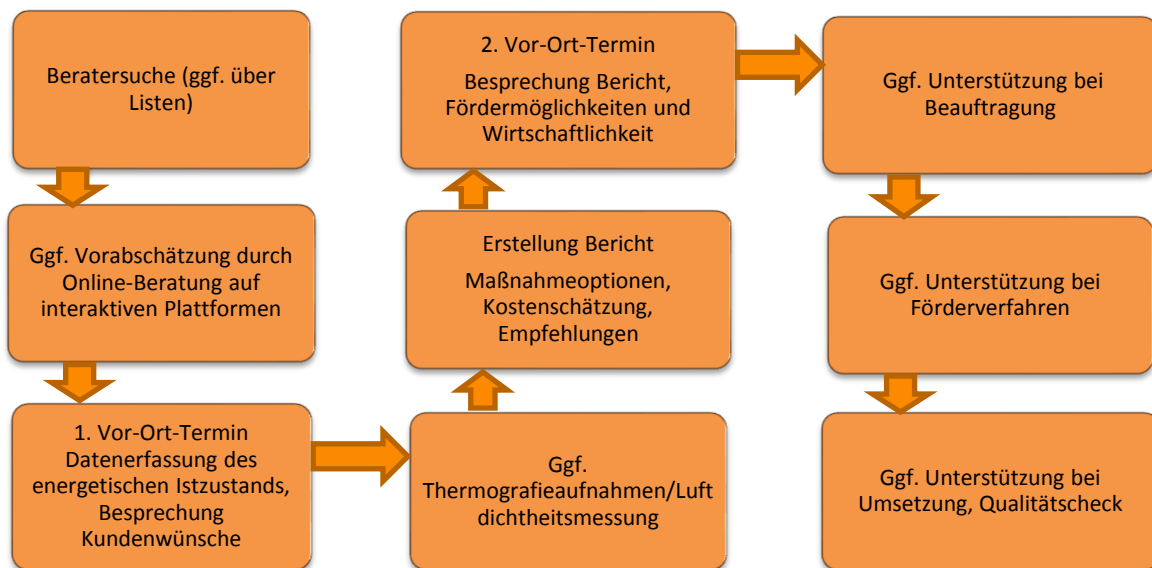 Beratersuche (ggf. über
Listen)
Ggf. Vorabschätzung durch
Online-Beratung auf
interaktiven Plattformen
1. Vor-Ort-Termin
Datenerfassung des
energetischen Istzustands,
Besprechung
Kundenwünsche
Ggf.
Thermografieaufnahmen/Luft
dichtheitsmessung
Erstellung Bericht
Maßnahmeoptionen,
Kostenschätzung,
Empfehlungen
2. Vor-Ort-Termin
Besprechung Bericht,
Fördermöglichkeiten und
Wirtschaftlichkeit
Ggf. Unterstützung bei
Beauftragung
Ggf. Unterstützung bei
Förderverfahren
Ggf. Unterstützung bei
Umsetzung, Qualitätscheck